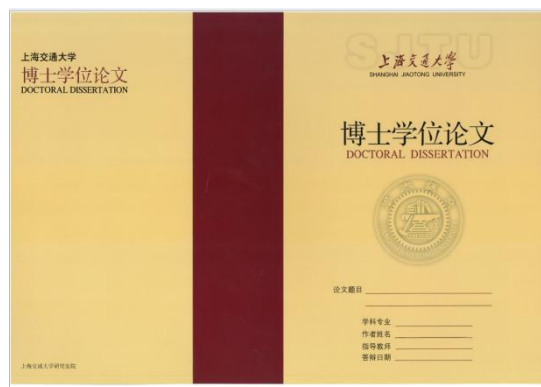 上海交通大学
博士学位论文
DOCTORAL DISSERTATION
上海交通大学研究生院
SJTU
上海交通大学
SHANGHAI JIAOTONG UNIVERSITY
博士学位论文
DOCTORAL DISSERTATION
论文题目
学科专业
作者姓名
指导教师
答辩日期